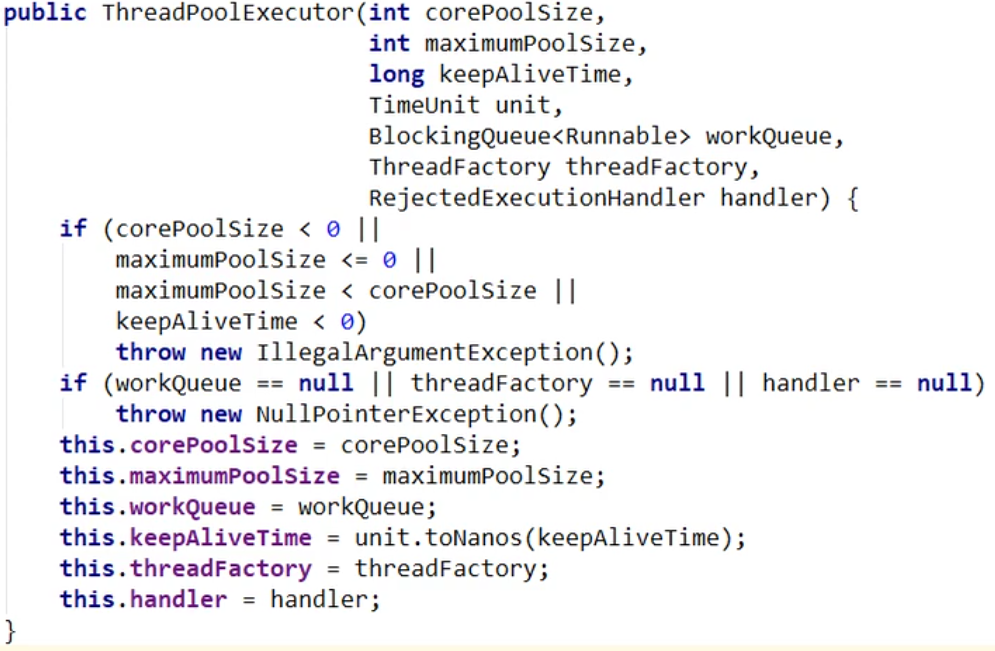 public ThreadPoolExecutor(int corePoolSize,
                          int maximumPoolSize,
                          long keepAliveTime,
                          TimeUnit unit,
                          BlockingQueue<Runnable> workQueue,
                          ThreadFactory threadFactory,
                          RejectedExecutionHandler handler) {
    if (corePoolSize < 0 ||
        maximumPoolSize <= 0 ||
        maximumPoolSize < corePoolSize ||
        keepAliveTime < 0)
        throw new IllegalArgumentException();
    if (workQueue == null || threadFactory == null || handler == null)
        throw new NullPointerException();
    this.corePoolSize = corePoolSize;
    this.maximumPoolSize = maximumPoolSize;
    this.workQueue = workQueue;
    this.keepAliveTime = unit.toNanos(keepAliveTime);
    this.threadFactory = threadFactory;
    this.handler = handler;
}